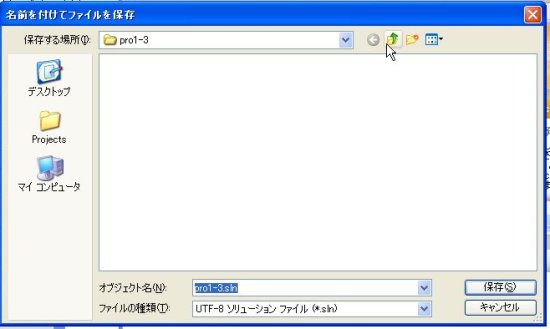 名前を付けてファイルを保存
保存する場所(I):
pro1-3
デスクトップ
Projects
マイ コンピュータ
オブジェクト名(N):
pro1-3.sln
保存(S)
ファイルの種類(T):
UTF-8 ソリューション ファイル (*.sln)
キャンセル